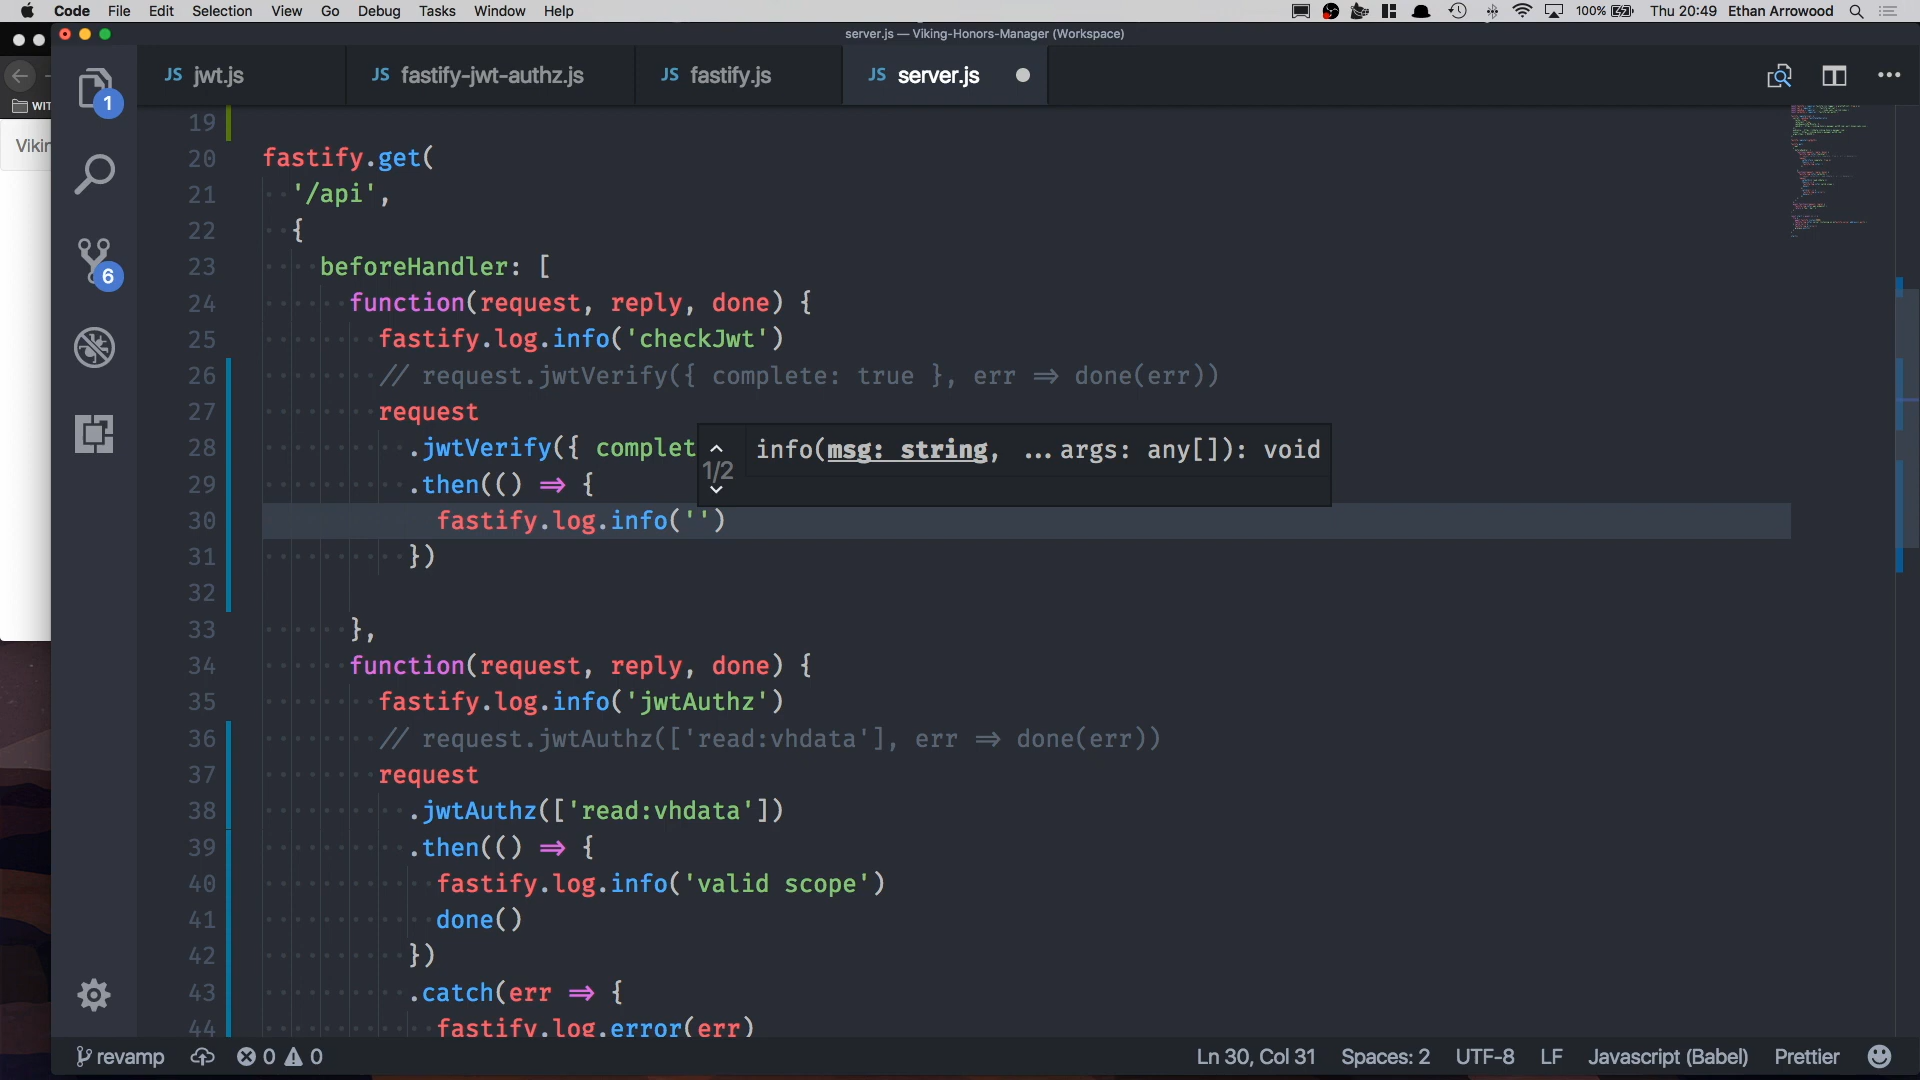 Code File Edit Selection View Go Debug Tasks Window Help 100% Thu 20:49 Ethan Arrowood
server.js — Viking-Honors-Manager (Workspace)
JS jwt.js JS fastify-jwt-authz.js JS fastify.js JS server.js
1
6
19
20 fastify.get(
21 '/api',
22 {
23 beforeHandler: [
24 function(request, reply, done) {
25 fastify.log.info('checkJwt')
26 // request.jwtVerify({ complete: true }, err => done(err))
27 request
28 .jwtVerify({ complet
info(msg: string, ...args: any[]): void
1/2
29 .then(() => {
30 fastify.log.info('')
31 })
32
33 },
34 function(request, reply, done) {
35 fastify.log.info('jwtAuthz')
36 // request.jwtAuthz(['read:vhdata'], err => done(err))
37 request
38 .jwtAuthz(['read:vhdata'])
39 .then(() => {
40 fastify.log.info('valid scope')
41 done()
42 })
43 .catch(err => {
44 fastify.log.error(err)
revamp 0 0 Ln 30, Col 31 Spaces: 2 UTF-8 LF Javascript (Babel) Prettier